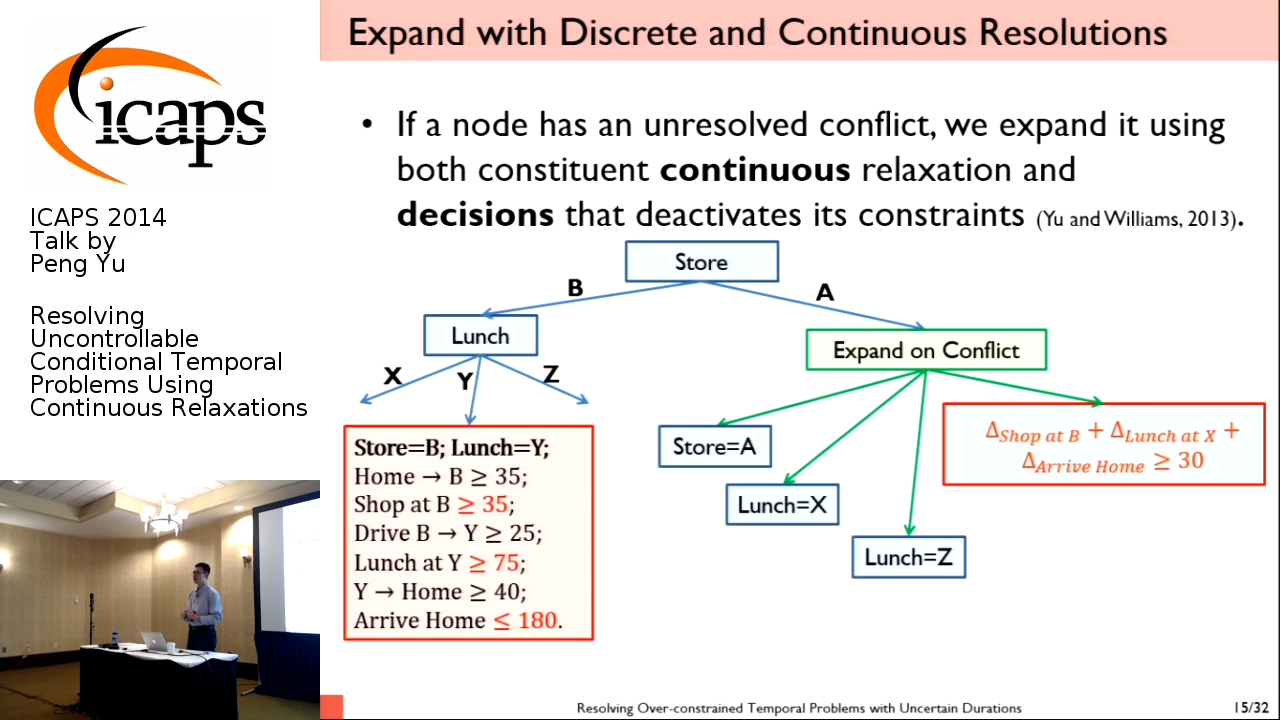 icaps
ICAPS 2014
Talk by
Peng Yu
Resolving
Uncontrollable
Conditional Temporal
Problems Using
Continuous Relaxations
Expand with Discrete and Continuous Resolutions
• If a node has an unresolved conflict, we expand it using
both constituent continuous relaxation and
decisions that deactivates its constraints (Yu and Williams, 2013).
Store
B
A
Lunch
Expand on Conflict
X
Y
Z
Store=B; Lunch=Y;
Home → B ≥ 35;
Shop at B ≥ 35;
Drive B → Y ≥ 25;
Lunch at Y ≥ 75;
Y → Home ≥ 40;
Arrive Home ≤ 180.
Store=A
Lunch=X
Lunch=Z
Δ Shop at B + Δ Lunch at X +
Δ Arrive Home ≥ 30
Resolving Over-constrained Temporal Problems with Uncertain Durations
15/32